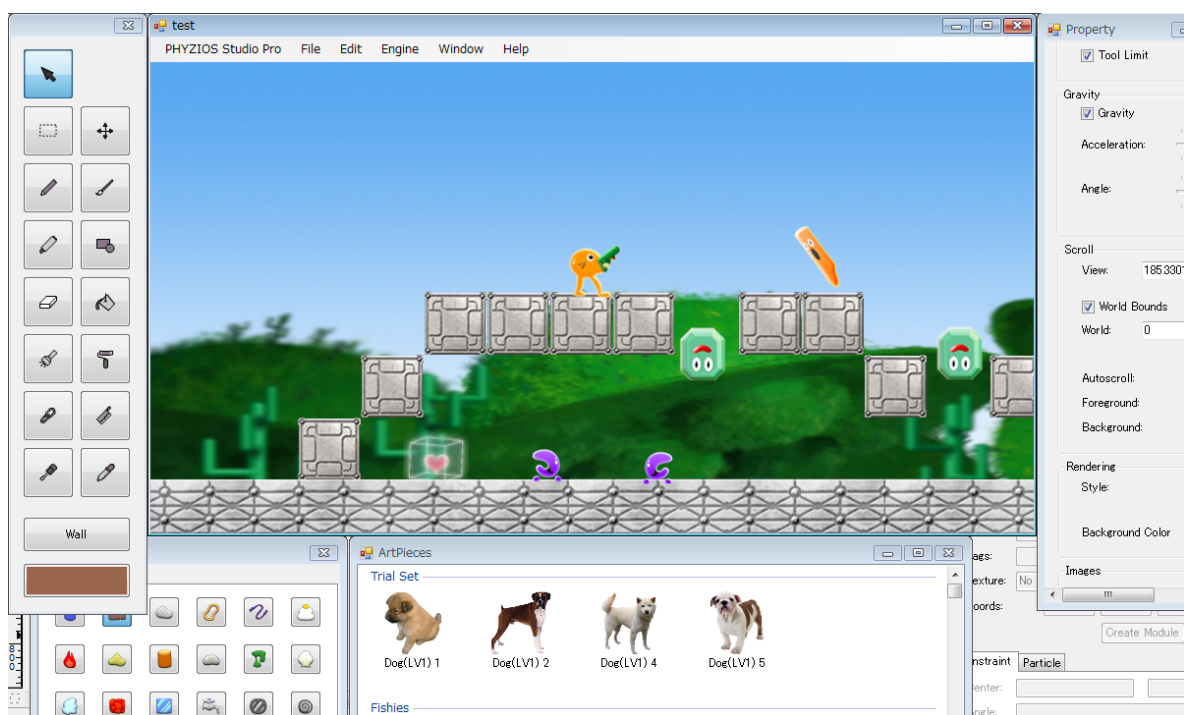 test
PHYZIOS Studio Pro File Edit Engine Window Help
Wall
Property
Tool Limit
Gravity
Gravity
Acceleration:
Angle:
Scroll
View: 185.3301
World Bounds
World: 0
Autoscroll:
Foreground:
Background:
Rendering
Style:
Background Color
Images
ArtPieces
Trial Set
Dog(LV1) 1 Dog(LV1) 2 Dog(LV1) 4 Dog(LV1) 5
Fishies
ags:
exture: No
oords:
Create Module
nstraint Particle
enter:
ngle: